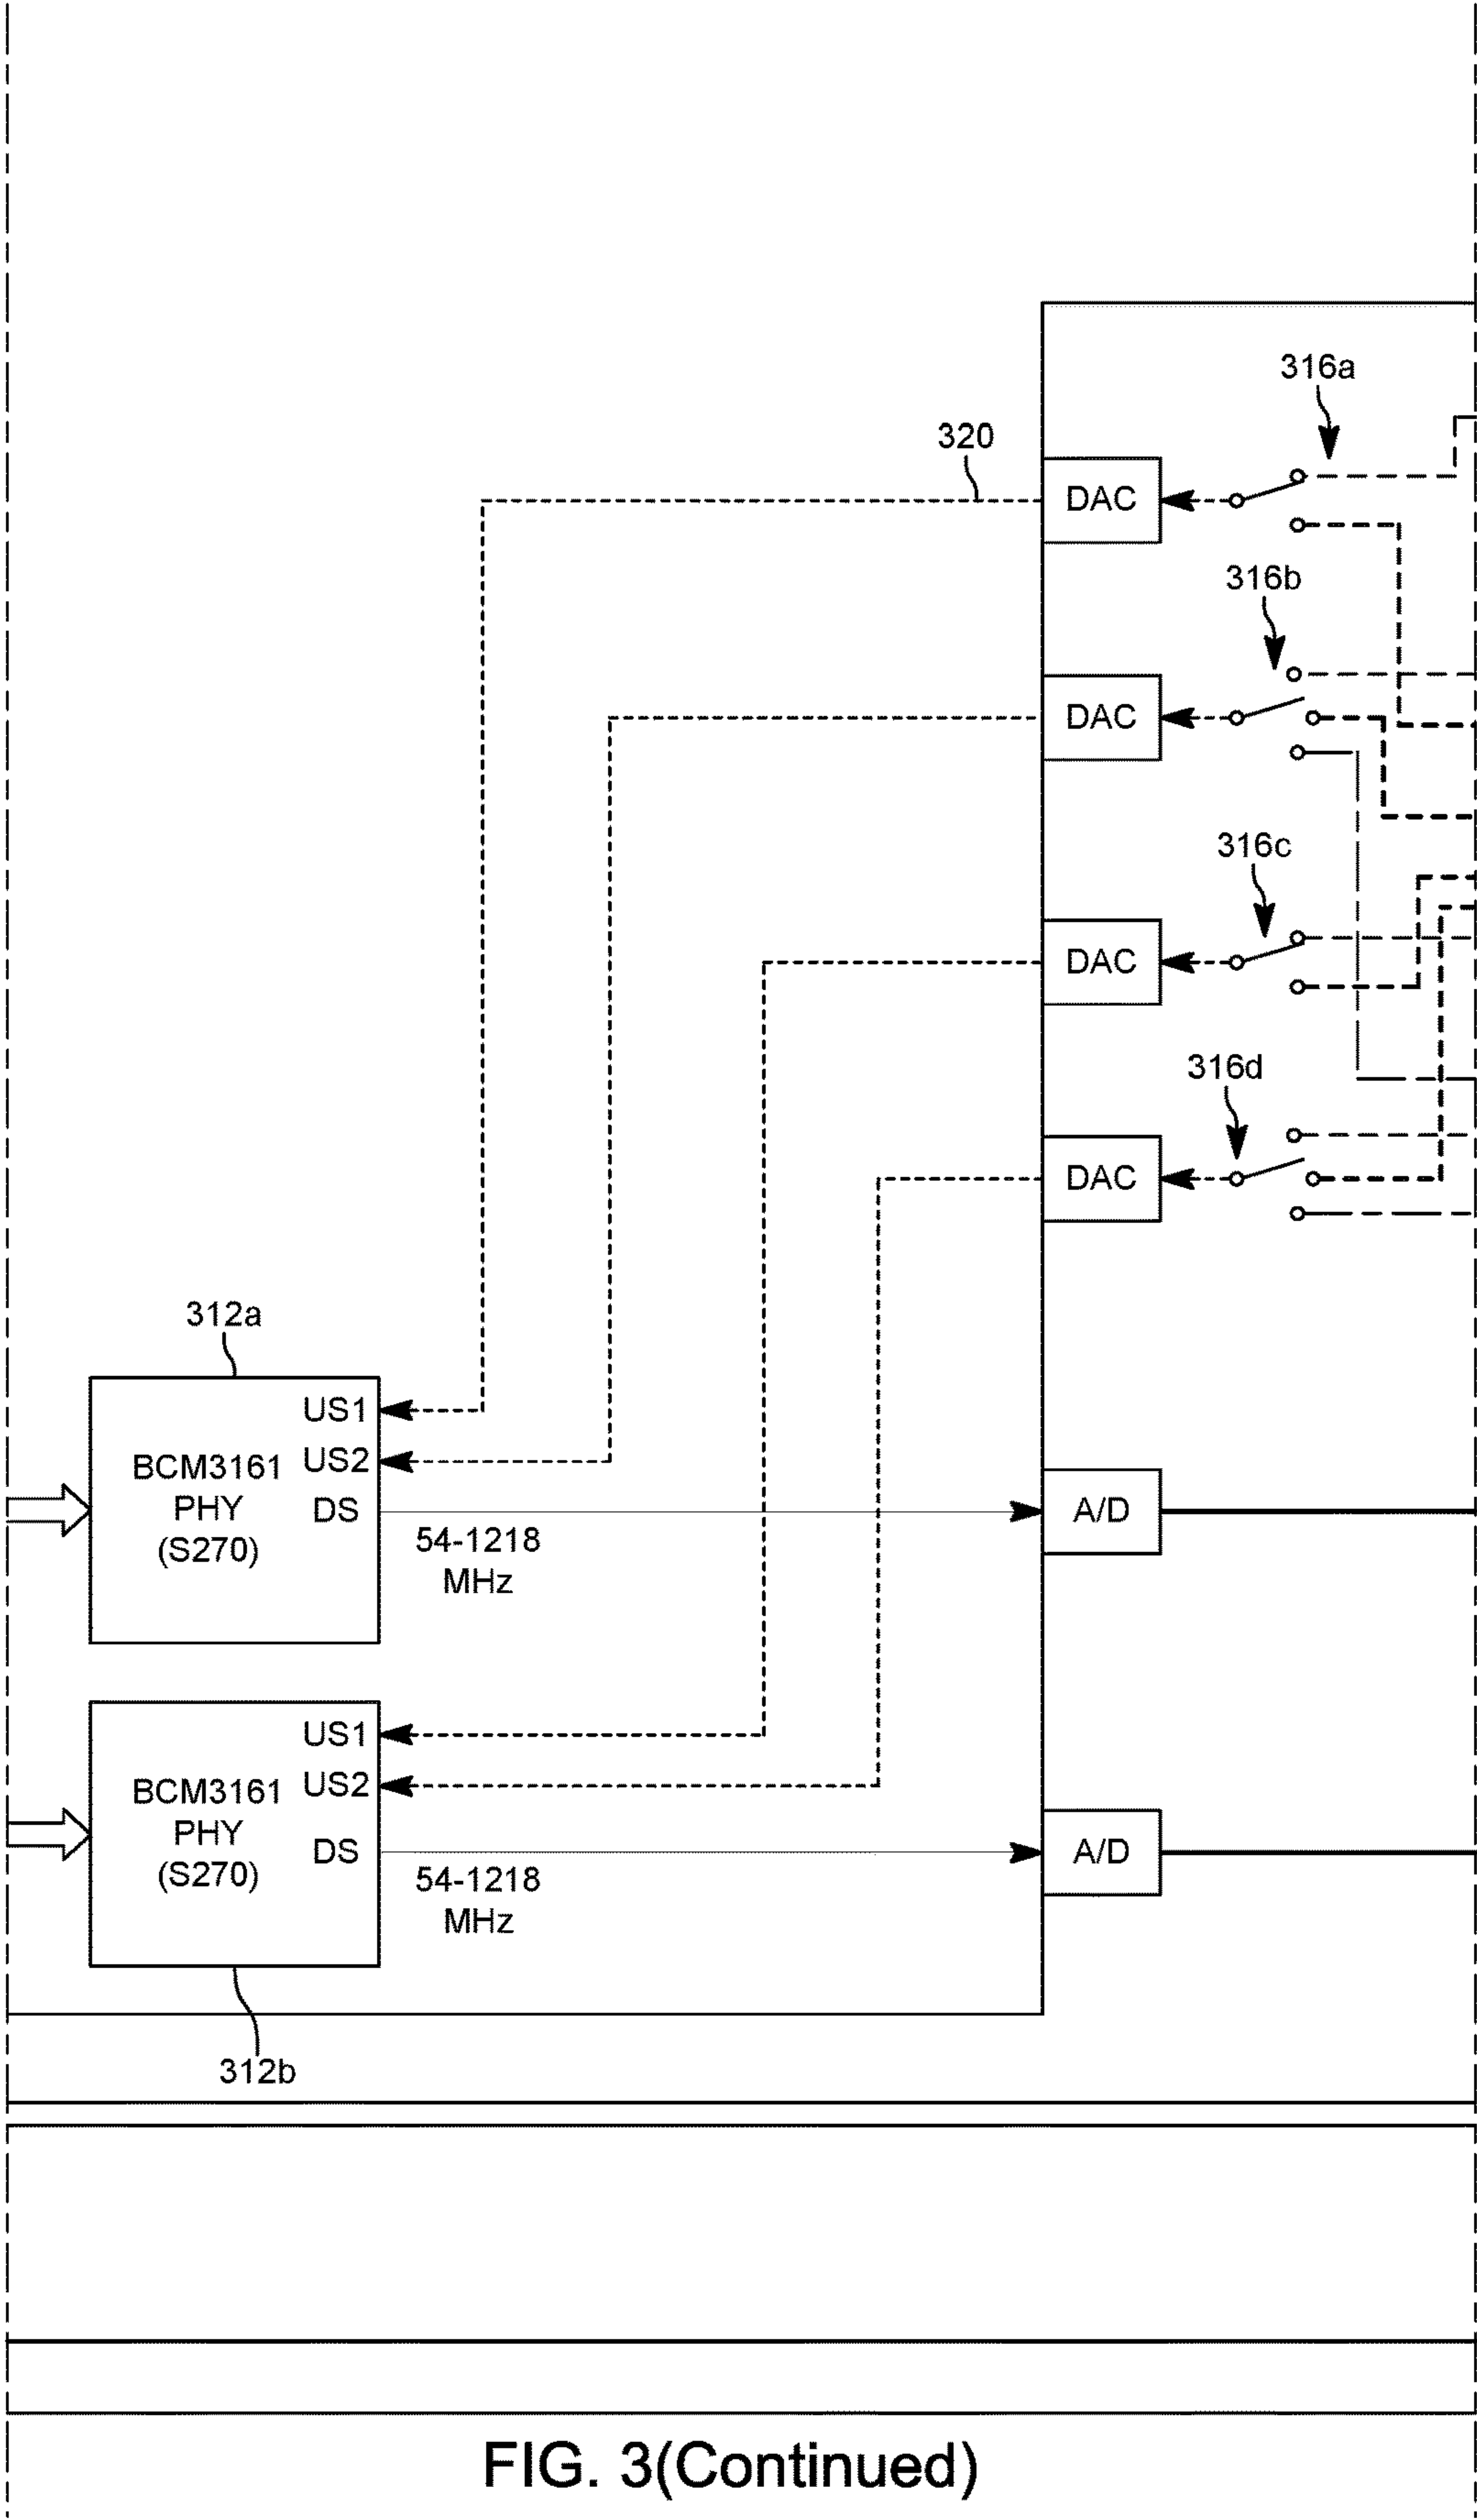 316a
320
DAC
316b
DAC
316c
DAC
316d
DAC
312a
US1
US2
BCM3161
PHY
(S270)
DS
54-1218
MHz
A/D
US1
US2
BCM3161
PHY
(S270)
DS
54-1218
MHz
A/D
312b
FIG. 3(Continued)